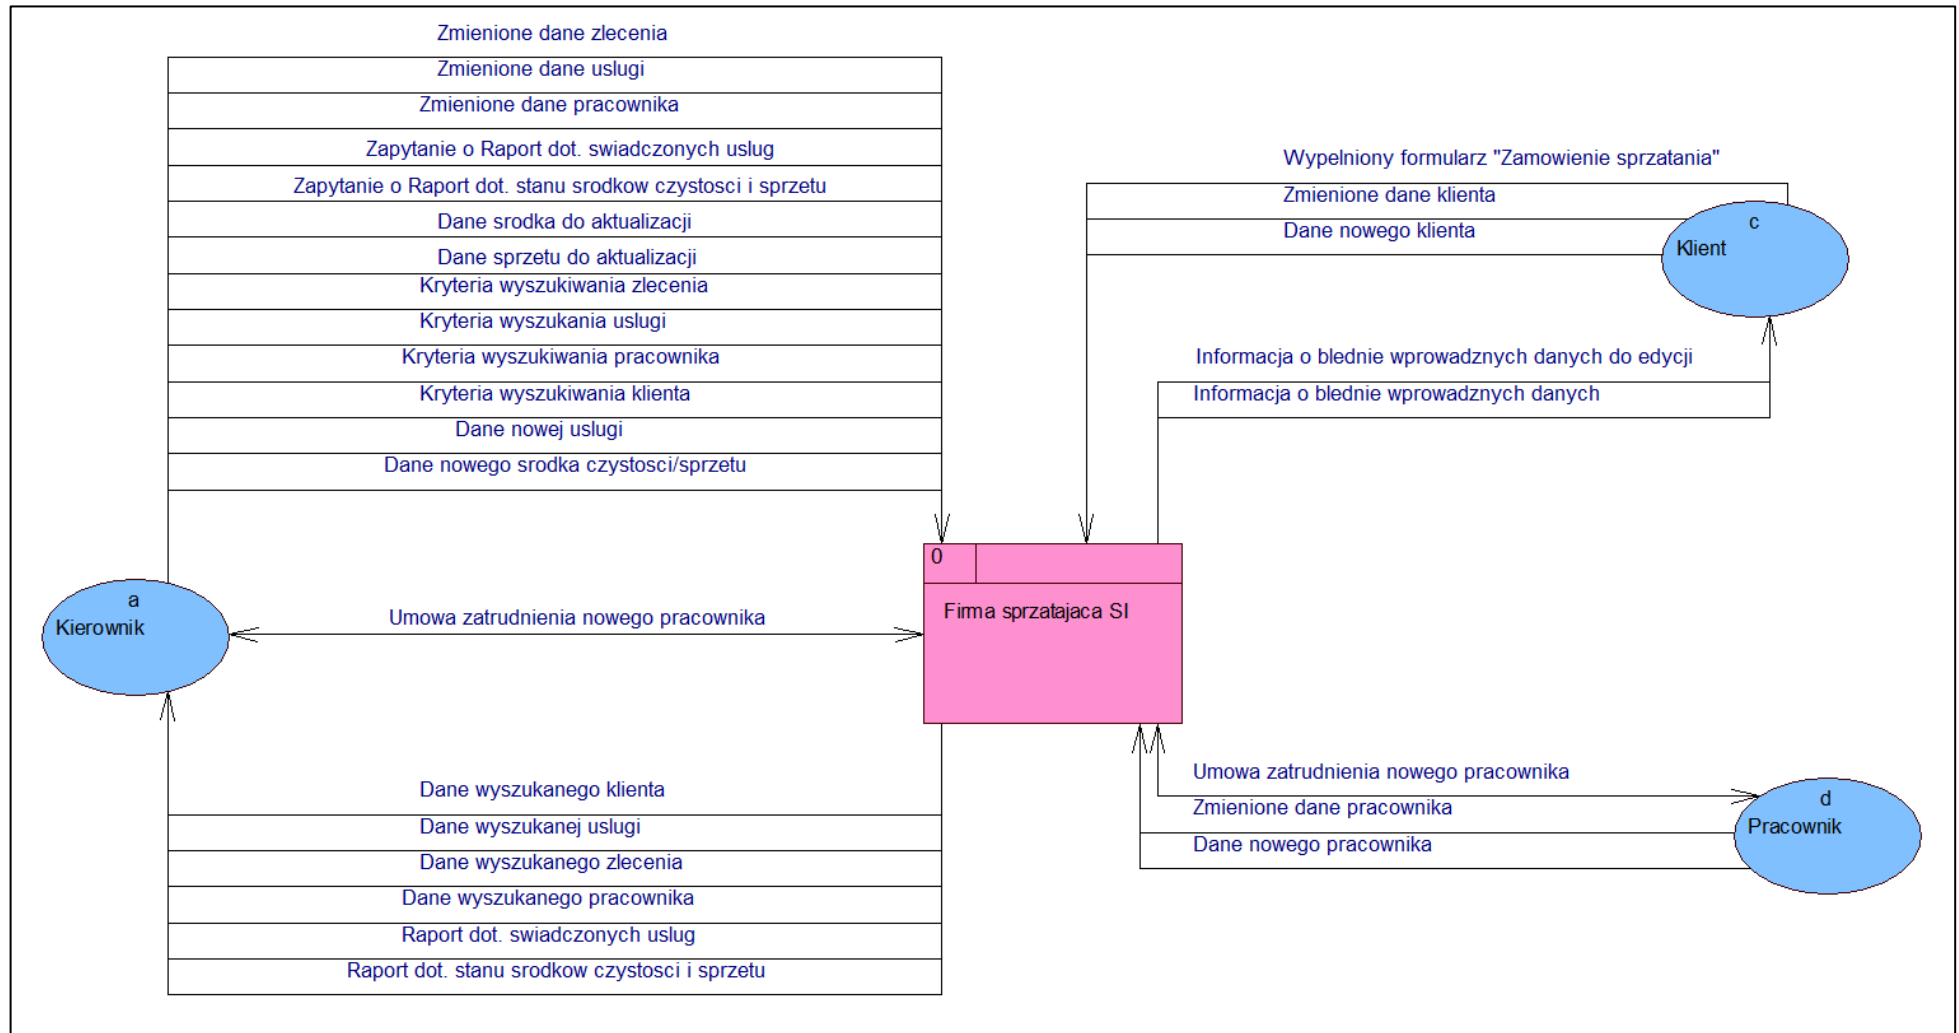 Zmienione dane zlecenia
Zmienione dane uslugi
Zmienione dane pracownika
Zapytanie o Raport dot. swiadczonych uslug
Zapytanie o Raport dot. stanu srodkow czystosci i sprzetu
Dane srodka do aktualizacji
Dane sprzetu do aktualizacji
Kryteria wyszukiwania zlecenia
Kryteria wyszukania uslugi
Kryteria wyszukiwania pracownika
Kryteria wyszukiwania klienta
Dane nowej uslugi
Dane nowego srodka czystosci/sprzetu
Wypelniony formularz "Zamowienie sprzatania"
Zmienione dane klienta
Dane nowego klienta
c
Klient
Informacja o blednie wprowadznych danych do edycji
Informacja o blednie wprowadznych danych
0
Firma sprzatajaca SI
a
Kierownik
Umowa zatrudnienia nowego pracownika
Umowa zatrudnienia nowego pracownika
Zmienione dane pracownika
Dane nowego pracownika
d
Pracownik
Dane wyszukanego klienta
Dane wyszukanej uslugi
Dane wyszukanego zlecenia
Dane wyszukanego pracownika
Raport dot. swiadczonych uslug
Raport dot. stanu srodkow czystosci i sprzetu